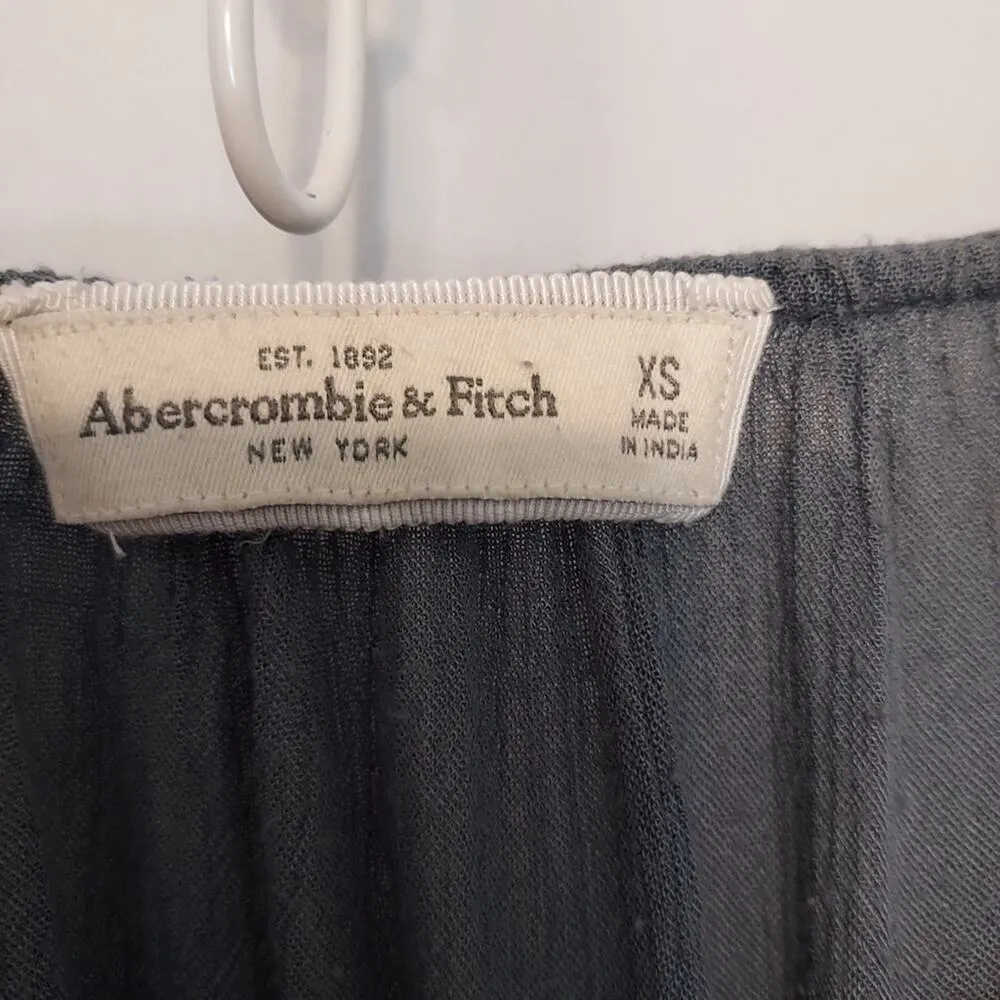 EST. 1892
Abercrombie & Fitch
NEW YORK
XS
MADE
IN INDIA